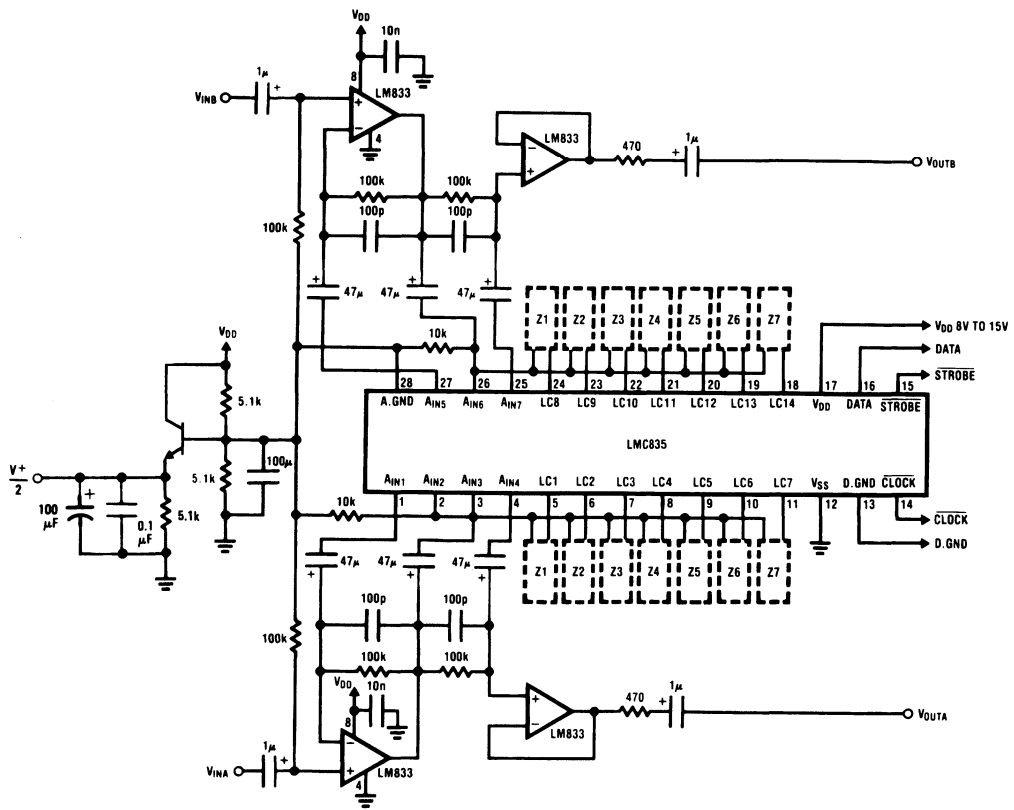 VDD
10n
8
1μ
+
VINB
LM833
+
−
4
LM833
−
+
470
+
1μ
VOUTB
100k
100k
100p
100p
100k
+
47μ
+
47μ
+
47μ
Z1 Z2 Z3 Z4 Z5 Z6 Z7
VDD 8V TO 15V
DATA
STROBE
10k
VDD
28 27 26 25 24 23 22 21 20 19 18 17 16 15
A.GND AIN5 AIN6 AIN7 LC8 LC9 LC10 LC11 LC12 LC13 LC14 VDD DATA STROBE
5.1k
LMC835
V+
2
5.1k
100μ
+
100
μF
0.1
μF
5.1k
AIN1 AIN2 AIN3 AIN4 LC1 LC2 LC3 LC4 LC5 LC6 LC7 VSS D.GND CLOCK
1 2 3 4 5 6 7 8 9 10 11 12 13 14
10k
CLOCK
D.GND
47μ
+
47μ
+
47μ
+
Z1 Z2 Z3 Z4 Z5 Z6 Z7
100p
100p
100k
100k
100k
VDD
10n
8
−
+
LM833
4
1μ
+
VINA
+
−
LM833
470
+
1μ
VOUTA